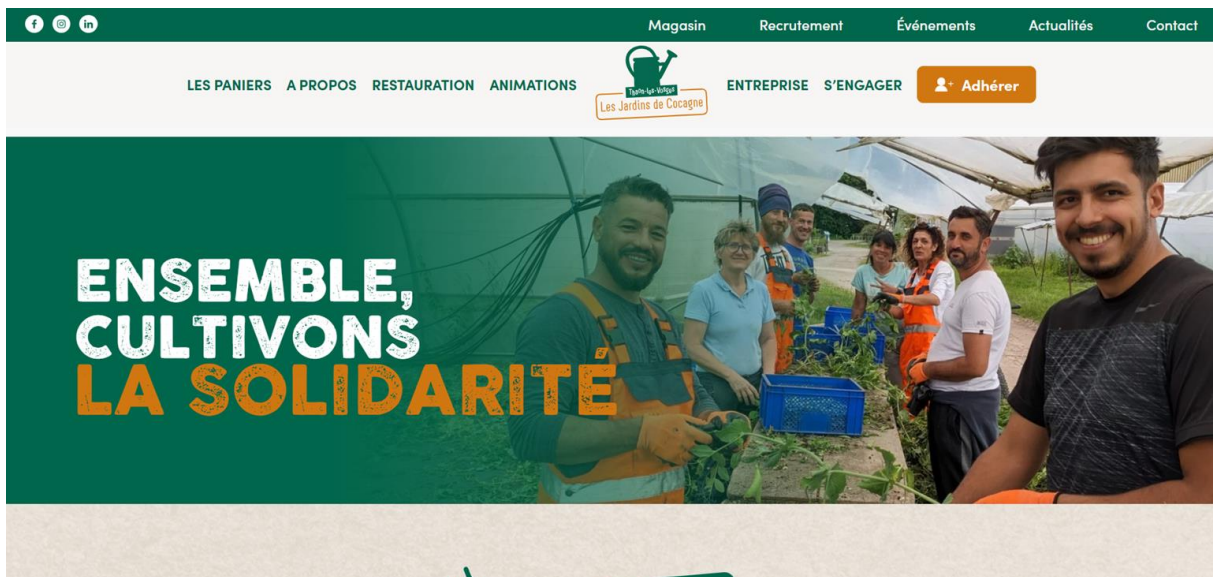 Magasin Recrutement Événements Actualités Contact
LES PANIERS A PROPOS RESTAURATION ANIMATIONS
Thaon-les-Vosges
Les Jardins de Cocagne
ENTREPRISE S'ENGAGER Adhérer
ENSEMBLE,
CULTIVONS
LA SOLIDARITÉ